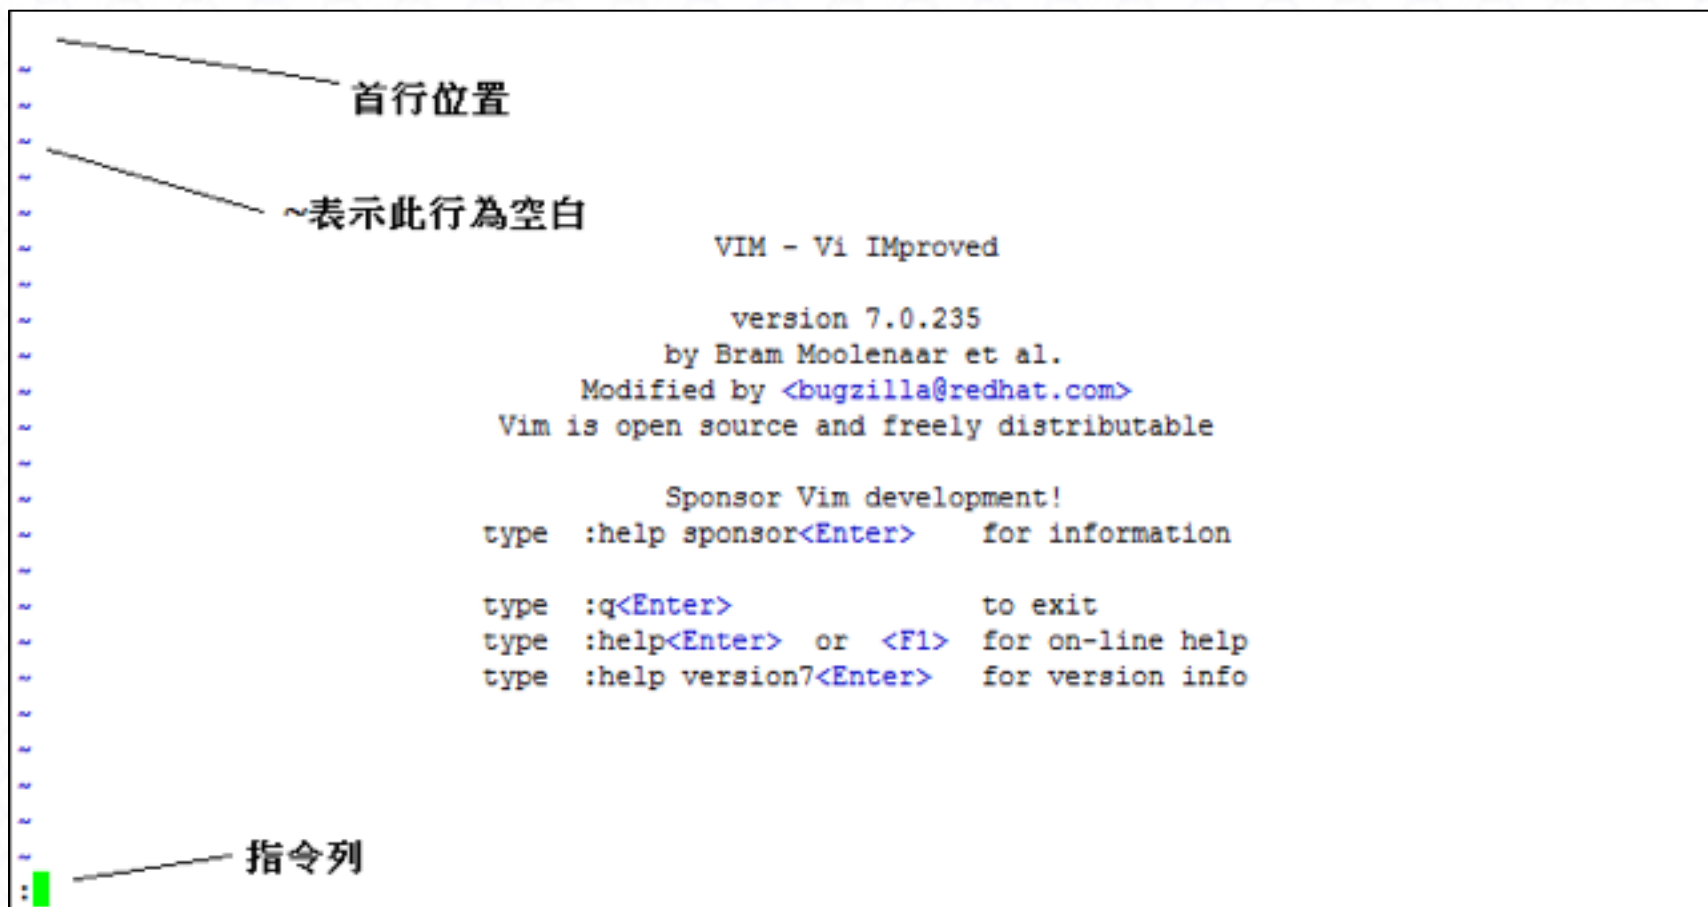 ~
~ 首行位置
~
~
~ ~表示此行為空白
~ VIM - Vi IMproved
~
~ version 7.0.235
~ by Bram Moolenaar et al.
~ Modified by <bugzilla@redhat.com>
~ Vim is open source and freely distributable
~
~ Sponsor Vim development!
~ type :help sponsor<Enter> for information
~
~ type :q<Enter> to exit
~ type :help<Enter> or <F1> for on-line help
~ type :help version7<Enter> for version info
~
~
~
~
~ 指令列
: